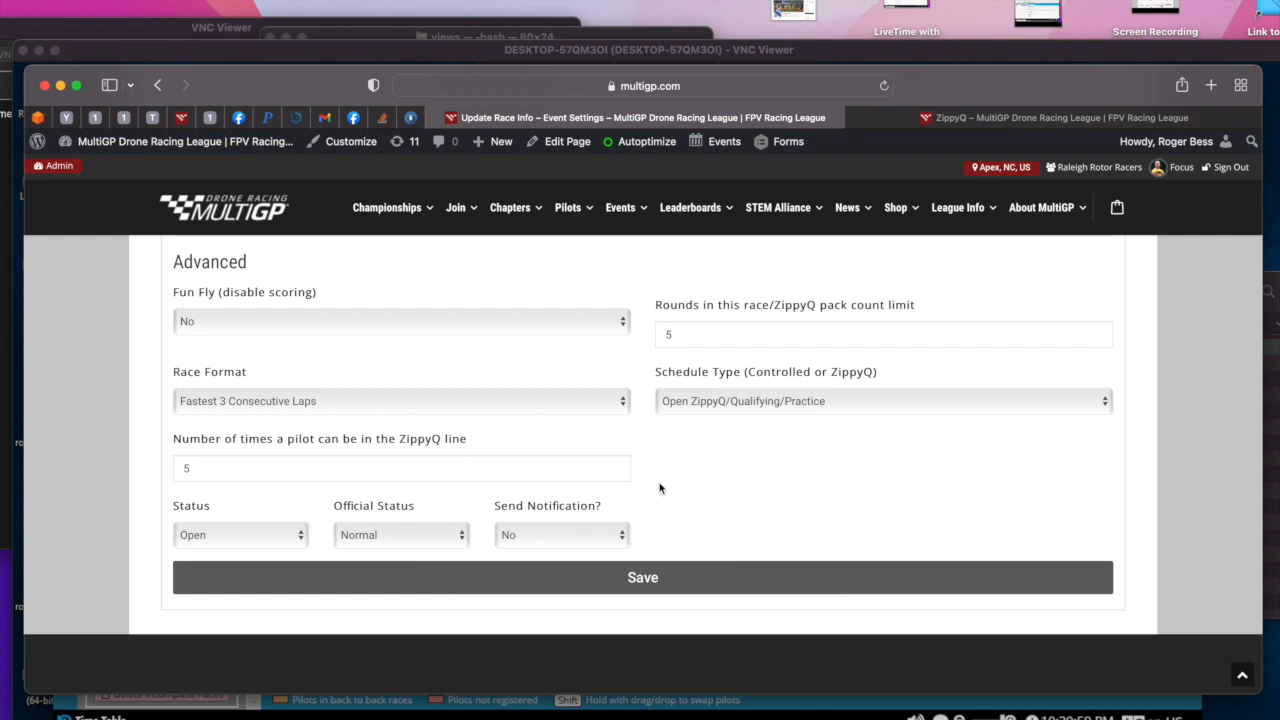 VNC Viewer
views — -bash — 80×24
LiveTime with
Screen Recording
Link to
DESKTOP-57QM3OI (DESKTOP-57QM3OI) - VNC Viewer
multigp.com
Update Race Info – Event Settings – MultiGP Drone Racing League | FPV Racing League
ZippyQ – MultiGP Drone Racing League | FPV Racing League
MultiGP Drone Racing League | FPV Racing... Customize 11 0 New Edit Page Autoptimize Events Forms Howdy, Roger Bess
Admin Apex, NC, US Raleigh Rotor Racers Focus Sign Out
DRONE RACING
MULTIGP
Championships Join Chapters Pilots Events Leaderboards STEM Alliance News Shop League Info About MultiGP
Advanced
Fun Fly (disable scoring)
No
Rounds in this race/ZippyQ pack count limit
5
Race Format
Fastest 3 Consecutive Laps
Schedule Type (Controlled or ZippyQ)
Open ZippyQ/Qualifying/Practice
Number of times a pilot can be in the ZippyQ line
5
Status Official Status Send Notification?
Open Normal No
Save
(64-bit
Pilots in back to back races Pilots not registered Shift Hold with drag/drop to swap pilots
Time Table